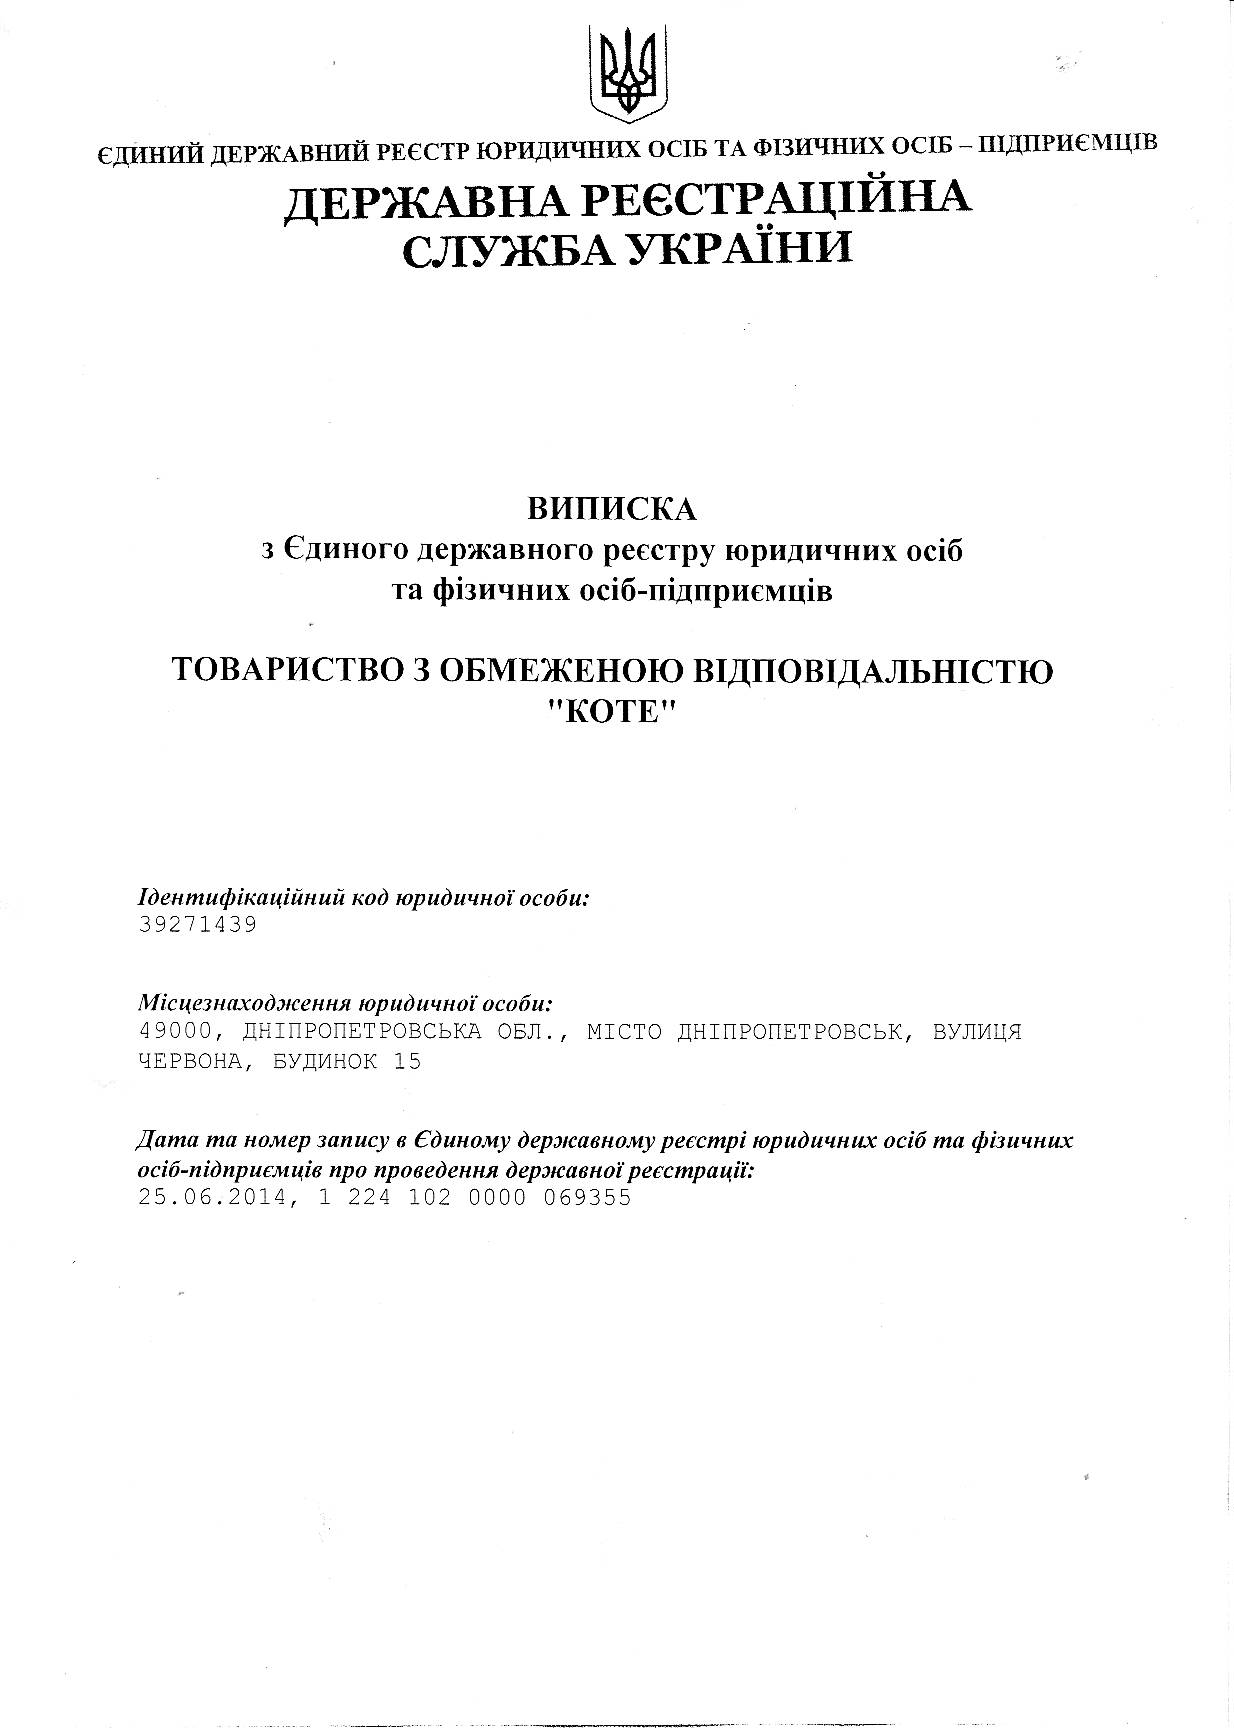 ЄДИНИЙ ДЕРЖАВНИЙ РЕЄСТР ЮРИДИЧНИХ ОСІБ ТА ФІЗИЧНИХ ОСІБ – ПІДПРИЄМЦІВ
ДЕРЖАВНА РЕЄСТРАЦІЙНА
СЛУЖБА УКРАЇНИ
ВИПИСКА
з Єдиного державного реєстру юридичних осіб
та фізичних осіб-підприємців
ТОВАРИСТВО З ОБМЕЖЕНОЮ ВІДПОВІДАЛЬНІСТЮ
"КОТЕ"
Ідентифікаційний код юридичної особи:
39271439
Місцезнаходження юридичної особи:
49000, ДНІПРОПЕТРОВСЬКА ОБЛ., МІСТО ДНІПРОПЕТРОВСЬК, ВУЛИЦЯ
ЧЕРВОНА, БУДИНОК 15
Дата та номер запису в Єдиному державному реєстрі юридичних осіб та фізичних
осіб-підприємців про проведення державної реєстрації:
25.06.2014, 1 224 102 0000 069355